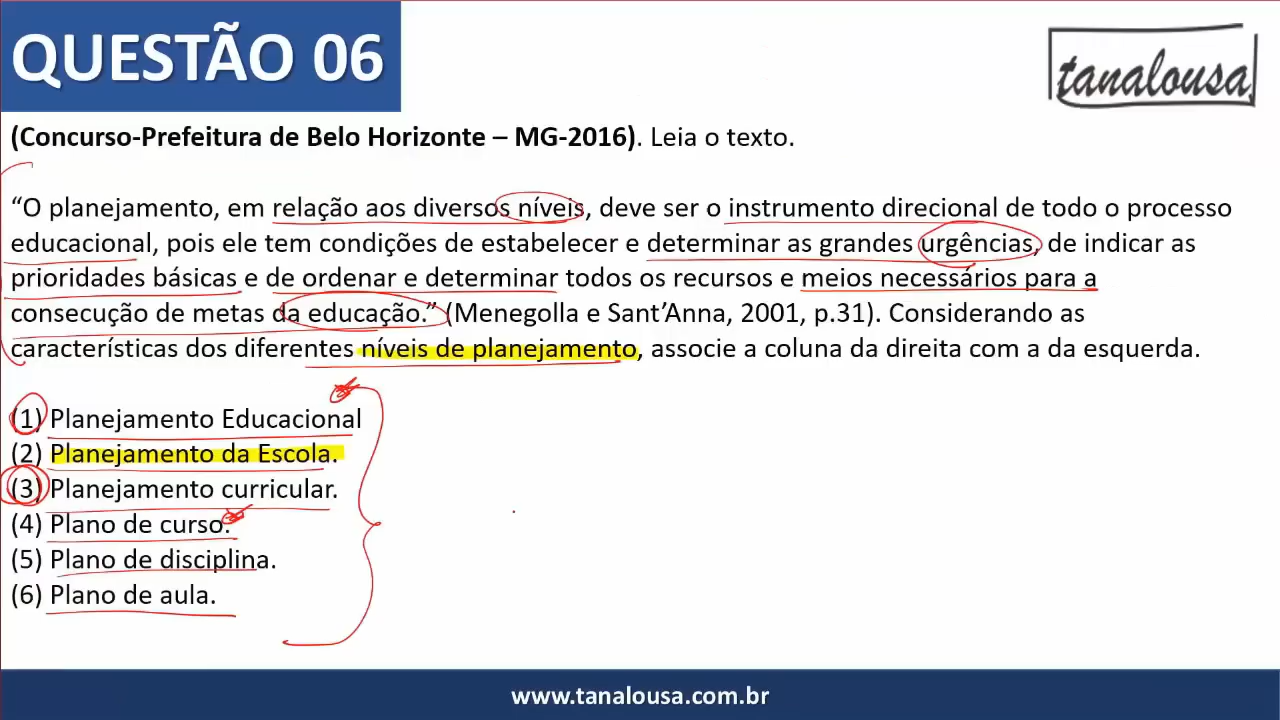 QUESTÃO 06
tanalousa
(Concurso-Prefeitura de Belo Horizonte – MG-2016). Leia o texto.
“O planejamento, em relação aos diversos níveis, deve ser o instrumento direcional de todo o processo
educacional, pois ele tem condições de estabelecer e determinar as grandes urgências, de indicar as
prioridades básicas e de ordenar e determinar todos os recursos e meios necessários para a
consecução de metas da educação.” (Menegolla e Sant’Anna, 2001, p.31). Considerando as
características dos diferentes níveis de planejamento, associe a coluna da direita com a da esquerda.
(1) Planejamento Educacional
(2) Planejamento da Escola.
(3) Planejamento curricular.
(4) Plano de curso.
(5) Plano de disciplina.
(6) Plano de aula.
www.tanalousa.com.br